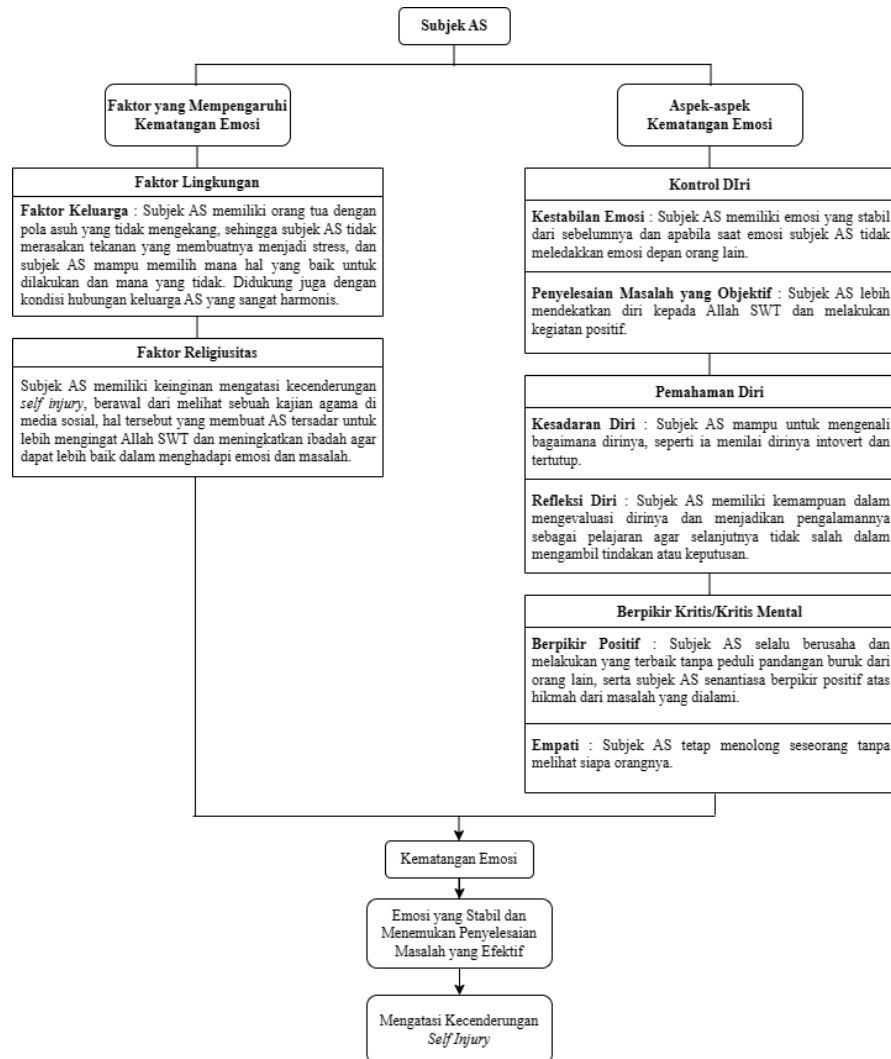 Subjek AS
Faktor yang Mempengaruhi
Kematangan Emosi
Faktor Lingkungan
Faktor Keluarga : Subjek AS memiliki orang tua dengan
pola asuh yang tidak mengekang, sehingga subjek AS tidak
merasakan tekanan yang membuatnya menjadi stress, dan
subjek AS mampu memilih mana hal yang baik untuk
dilakukan dan mana yang tidak. Didukung juga dengan
kondisi hubungan keluarga AS yang sangat harmonis.
Faktor Religiusitas
Subjek AS memiliki keinginan mengatasi kecenderungan
self injury, berawal dari melihat sebuah kajian agama di
media sosial, hal tersebut yang membuat AS tersadar untuk
lebih mengingat Allah SWT dan meningkatkan ibadah agar
dapat lebih baik dalam menghadapi emosi dan masalah.
Aspek-aspek
Kematangan Emosi
Kontrol DIri
Kestabilan Emosi : Subjek AS memiliki emosi yang stabil
dari sebelumnya dan apabila saat emosi subjek AS tidak
meledakkan emosi depan orang lain.
Penyelesaian Masalah yang Objektif : Subjek AS lebih
mendekatkan diri kepada Allah SWT dan melakukan
kegiatan positif.
Pemahaman Diri
Kesadaran Diri : Subjek AS mampu untuk mengenali
bagaimana dirinya, seperti ia menilai dirinya intovert dan
tertutup.
Refleksi Diri : Subjek AS memiliki kemampuan dalam
mengevaluasi dirinya dan menjadikan pengalamannya
sebagai pelajaran agar selanjutnya tidak salah dalam
mengambil tindakan atau keputusan.
Berpikir Kritis/Kritis Mental
Berpikir Positif : Subjek AS selalu berusaha dan
melakukan yang terbaik tanpa peduli pandangan buruk dari
orang lain, serta subjek AS senantiasa berpikir positif atas
hikmah dari masalah yang dialami.
Empati : Subjek AS tetap menolong seseorang tanpa
melihat siapa orangnya.
Kematangan Emosi
Emosi yang Stabil dan
Menemukan Penyelesaian
Masalah yang Efektif
Mengatasi Kecenderungan
Self Injury